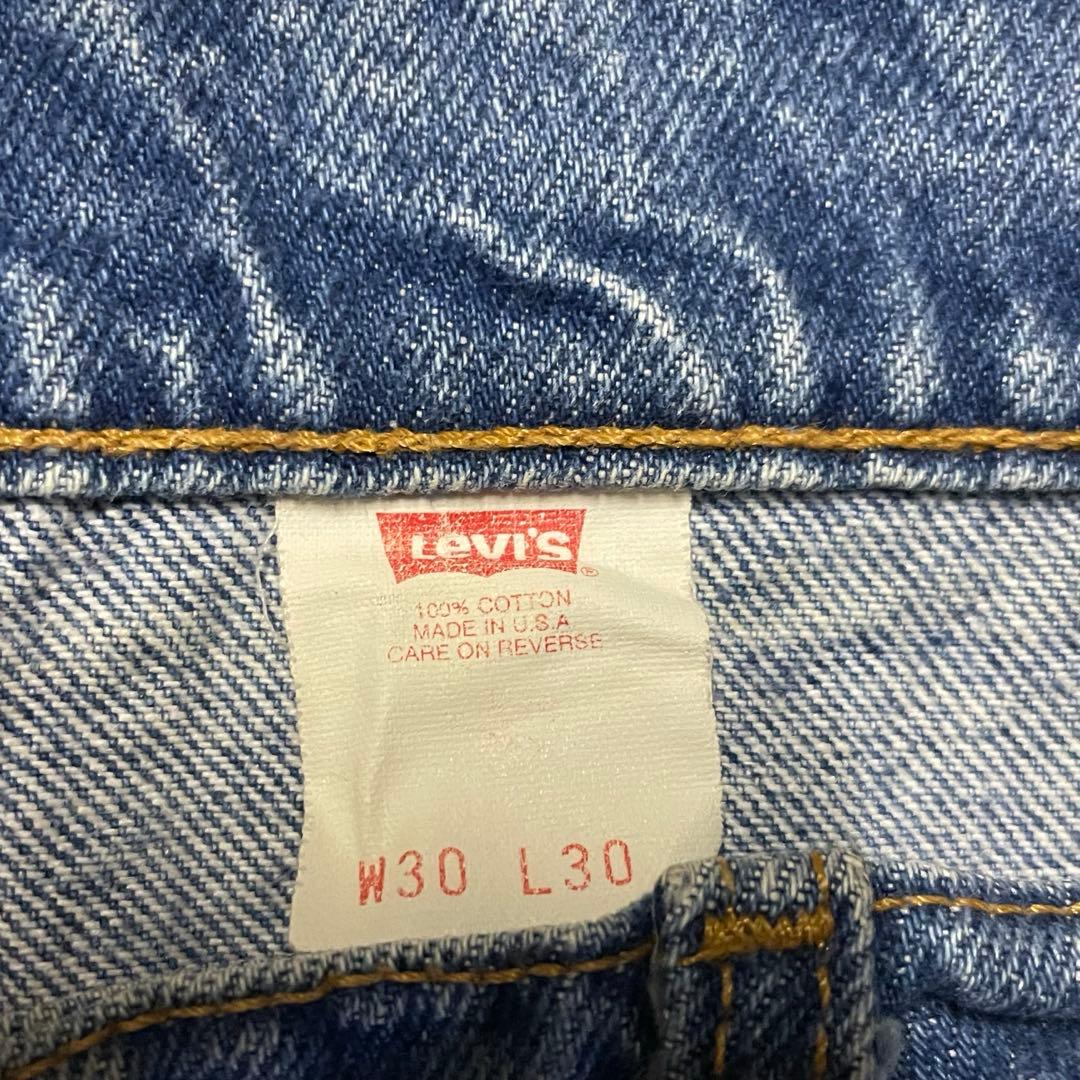 Levi's ®
100% COTTON
MADE IN U.S.A
CARE ON REVERSE
W30 L30